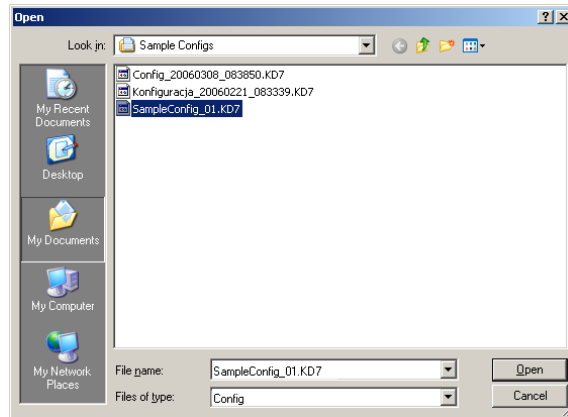 Open
Look in: Sample Configs
Config_20060308_083850.KD7
Konfiguracja_20060221_083339.KD7
SampleConfig_01.KD7
My Recent
Documents
Desktop
My Documents
My Computer
My Network
Places
File name: SampleConfig_01.KD7 Open
Files of type: Config Cancel